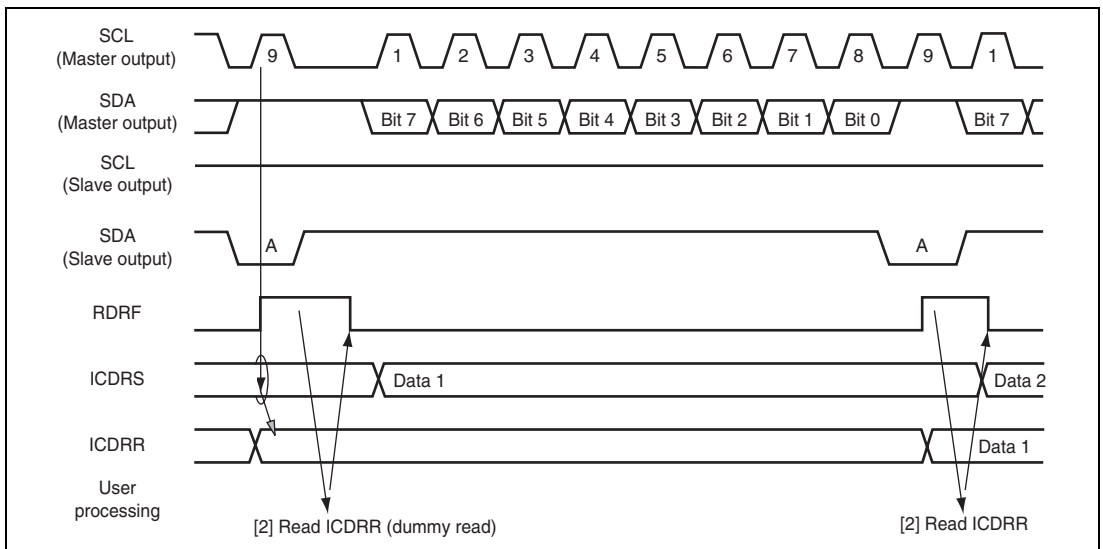 SCL
(Master output)
9 1 2 3 4 5 6 7 8 9 1
SDA
(Master output)
Bit 7 Bit 6 Bit 5 Bit 4 Bit 3 Bit 2 Bit 1 Bit 0 Bit 7
SCL
(Slave output)
SDA
(Slave output)
A A
RDRF
ICDRS
Data 1 Data 2
ICDRR
Data 1
User
processing
[2] Read ICDRR (dummy read) [2] Read ICDRR